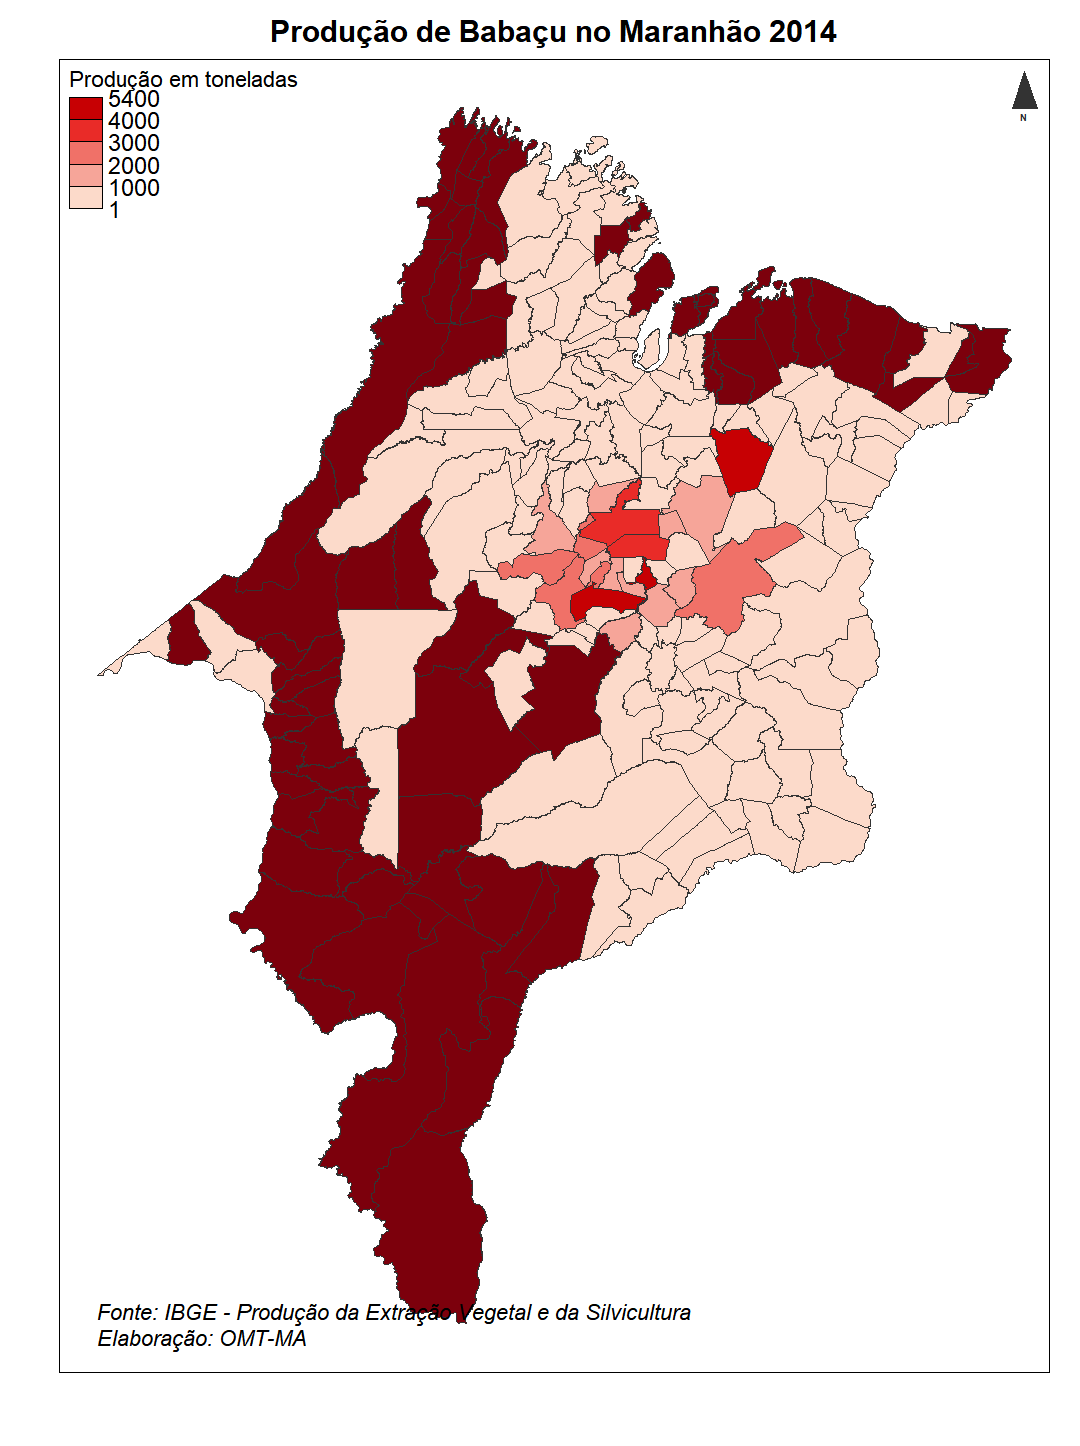 Produção de Babaçu no Maranhão 2014
Produção em toneladas
5400
4000
3000
2000
1000
1
N
Fonte: IBGE - Produção da Extração Vegetal e da Silvicultura
Elaboração: OMT-MA